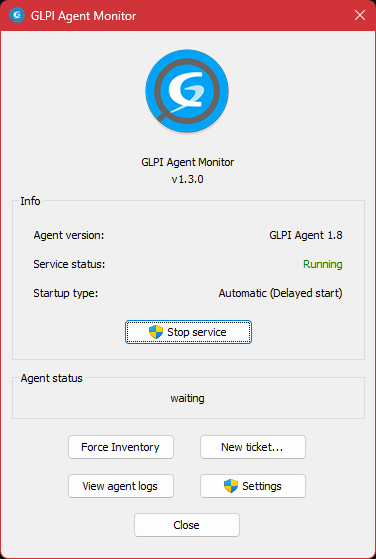 GLPI Agent Monitor
GLPI Agent Monitor
v1.3.0
Info
Agent version: GLPI Agent 1.8
Service status: Running
Startup type: Automatic (Delayed start)
Stop service
Agent status
waiting
Force Inventory New ticket...
View agent logs Settings
Close